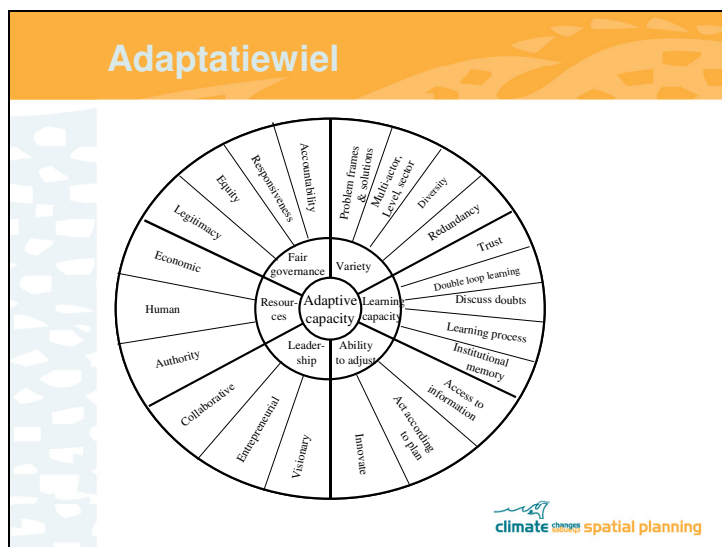 Adaptatiewiel
Accountability
Responsiveness
Equity
Legitimacy
Economic
Human
Authority
Collaborative
Entrepreneurial
Visionary
Problem frames
& solutions
Multi-actor,
Level, sector
Diversity
Redundancy
Trust
Double loop learning
Discuss doubts
Learning process
Institutional
memory
Access to
information
Act according
to plan
Innovate
Fair
governance
Variety
Resour-
ces
Adaptive
capacity
Learning
capacity
Leader-
ship
Ability
to adjust
climate changes spatial planning